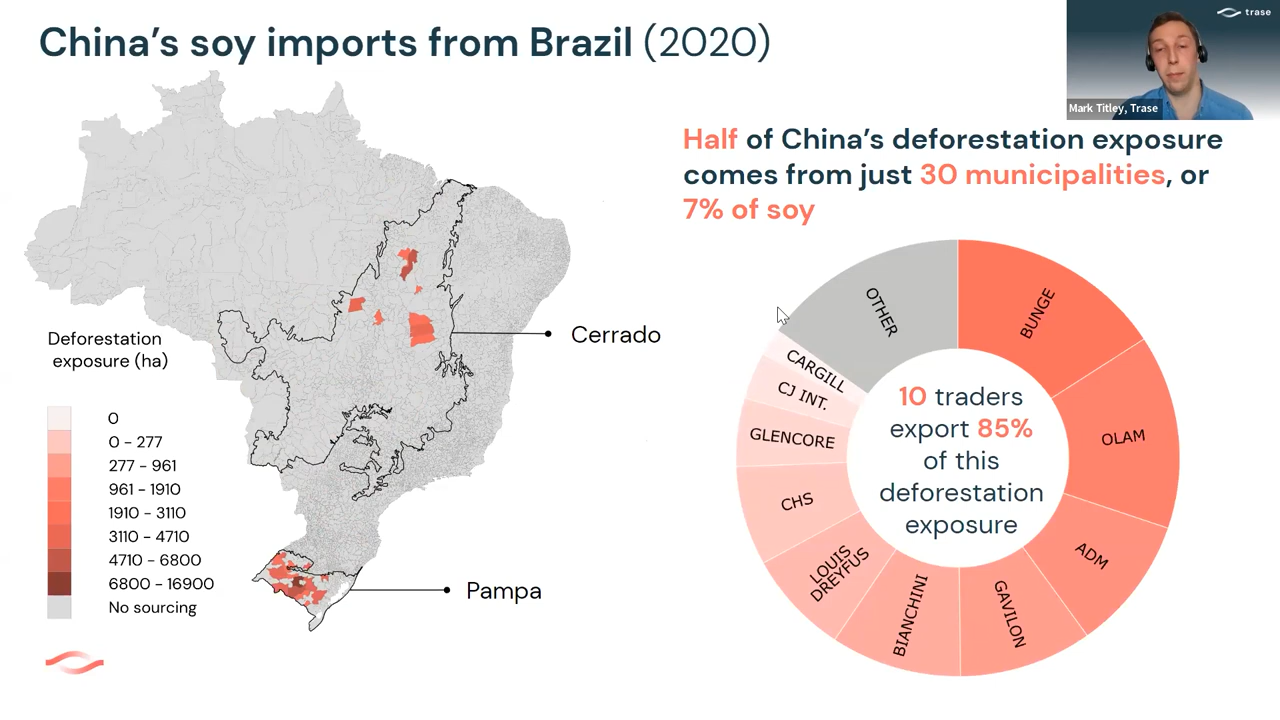 China's soy imports from Brazil (2020)
trase
Mark Titley, Trase
Half of China's deforestation exposure
comes from just 30 municipalities, or
7% of soy
Cerrado
Pampa
Deforestation
exposure (ha)
0
0 - 277
277 - 961
961 - 1910
1910 - 3110
3110 - 4710
4710 - 6800
6800 - 16900
No sourcing
BUNGE
OLAM
ADM
GAVILON
BIANCHINI
LOUIS
DREYFUS
CHS
GLENCORE
CJ INT.
CARGILL
OTHER
10 traders
export 85%
of this
deforestation
exposure